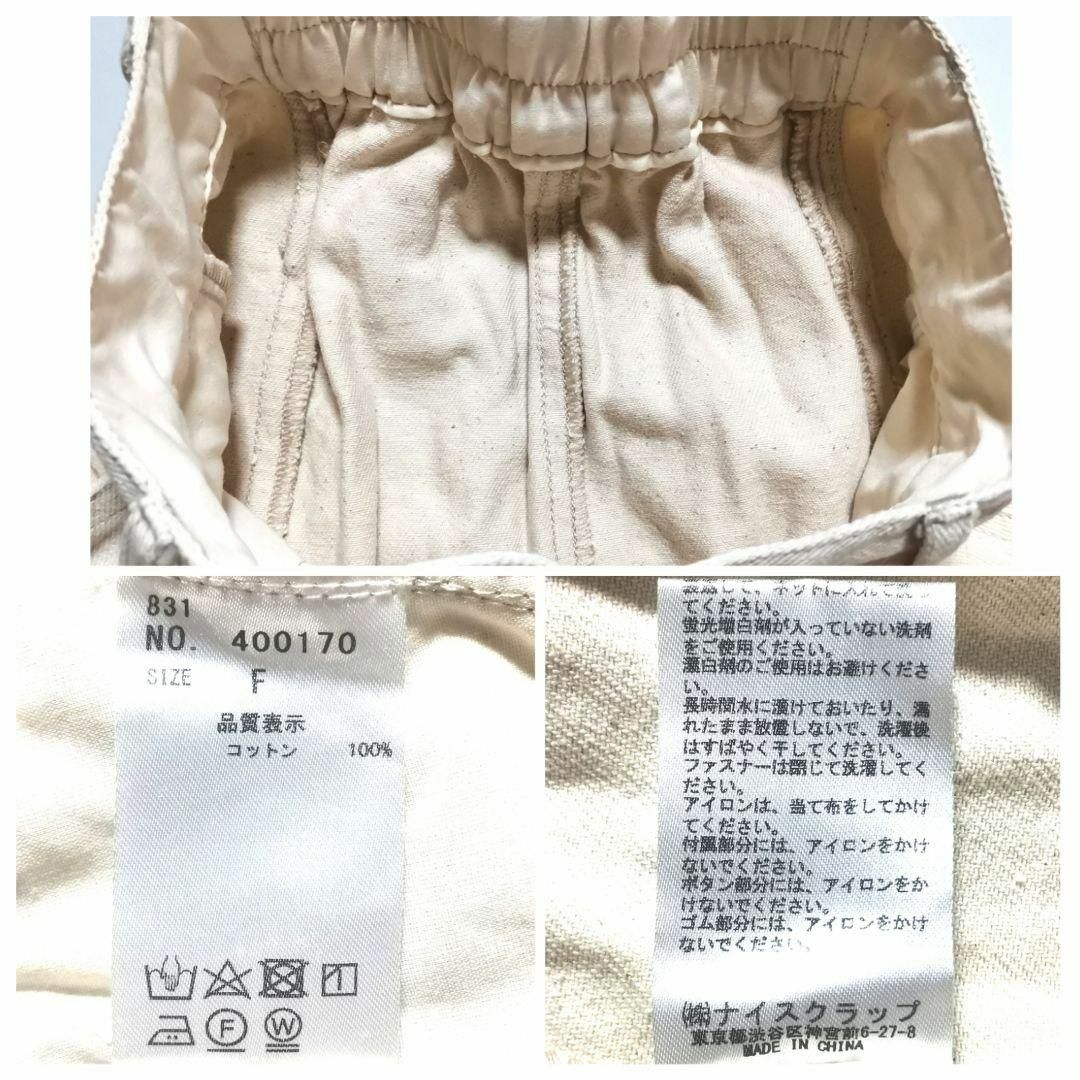 831
NO. 400170
SIZE F
品質表示
コットン 100%
F
W
てください。
蛍光増白剤が入っていない洗剤
をご使用ください。
漂白剤のご使用はお避けくださ
い。
長時間水に漬けておいたり、濡
れたまま放置しないで、洗濯後
はすばやく干してください。
ファスナーは閉じて洗濯してく
ださい。
アイロンは、当て布をしてかけ
てください。
付属部分には、アイロンをかけ
ないでください。
ボタン部分には、アイロンをか
けないでください。
ゴム部分には、アイロンをかけ
ないでください。
㈱ナイスクラップ
東京都渋谷区神宮前6-27-8
MADE IN CHINA